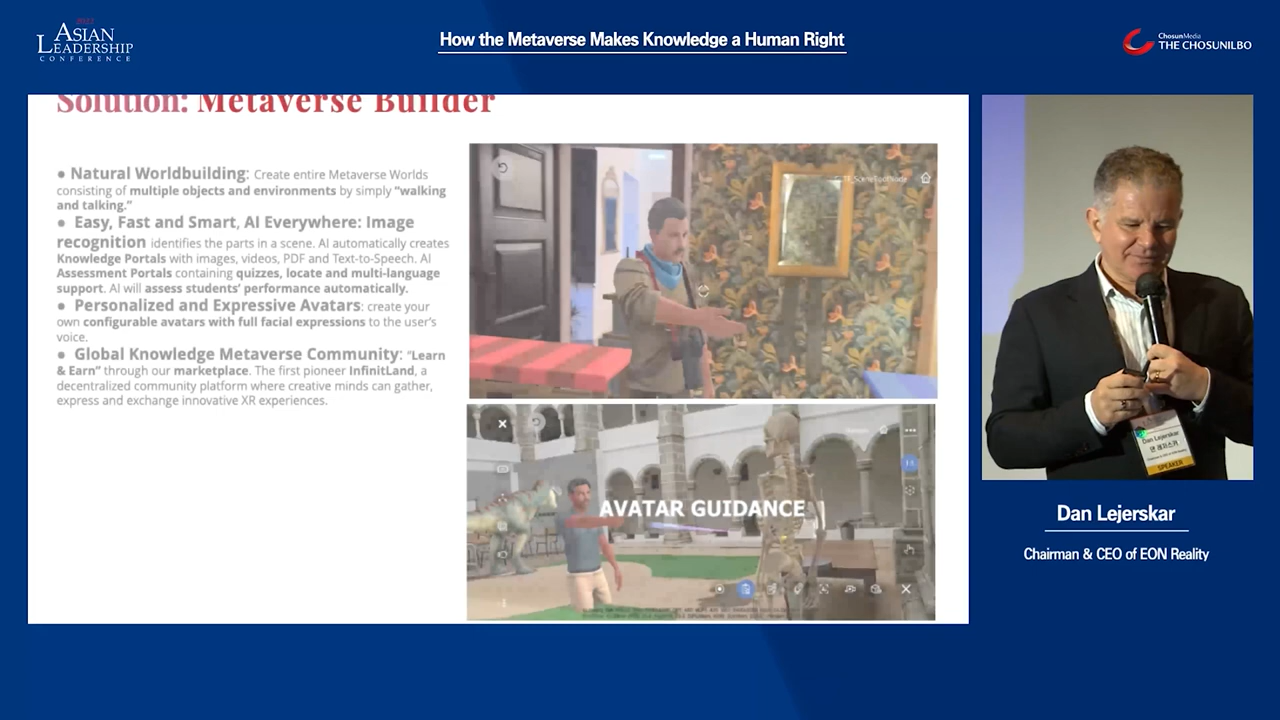 2022
ASIAN
LEADERSHIP
CONFERENCE
How the Metaverse Makes Knowledge a Human Right
ChosunMedia
THE CHOSUNILBO
Solution: Metaverse Builder
● Natural Worldbuilding: Create entire Metaverse Worlds
consisting of multiple objects and environments by simply “walking
and talking.”
● Easy, Fast and Smart, AI Everywhere: Image
recognition identifies the parts in a scene. AI automatically creates
Knowledge Portals with images, videos, PDF and Text-to-Speech. AI
Assessment Portals containing quizzes, locate and multi-language
support. AI will assess students’ performance automatically.
● Personalized and Expressive Avatars: create your
own configurable avatars with full facial expressions to the user’s
voice.
● Global Knowledge Metaverse Community: “Learn
& Earn” through our marketplace. The first pioneer InfinitLand, a
decentralized community platform where creative minds can gather,
express and exchange innovative XR experiences.
AVATAR GUIDANCE
Dan Lejerskar
SPEAKER
Dan Lejerskar
Chairman & CEO of EON Reality